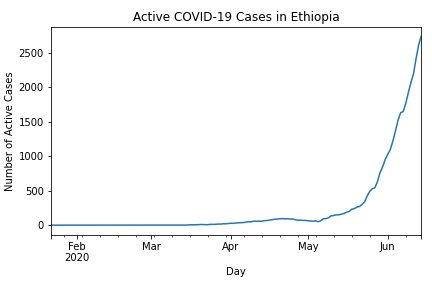 Active COVID-19 Cases in Ethiopia
Number of Active Cases
2500
2000
1500
1000
500
0
Feb Mar Apr May Jun
2020
Day